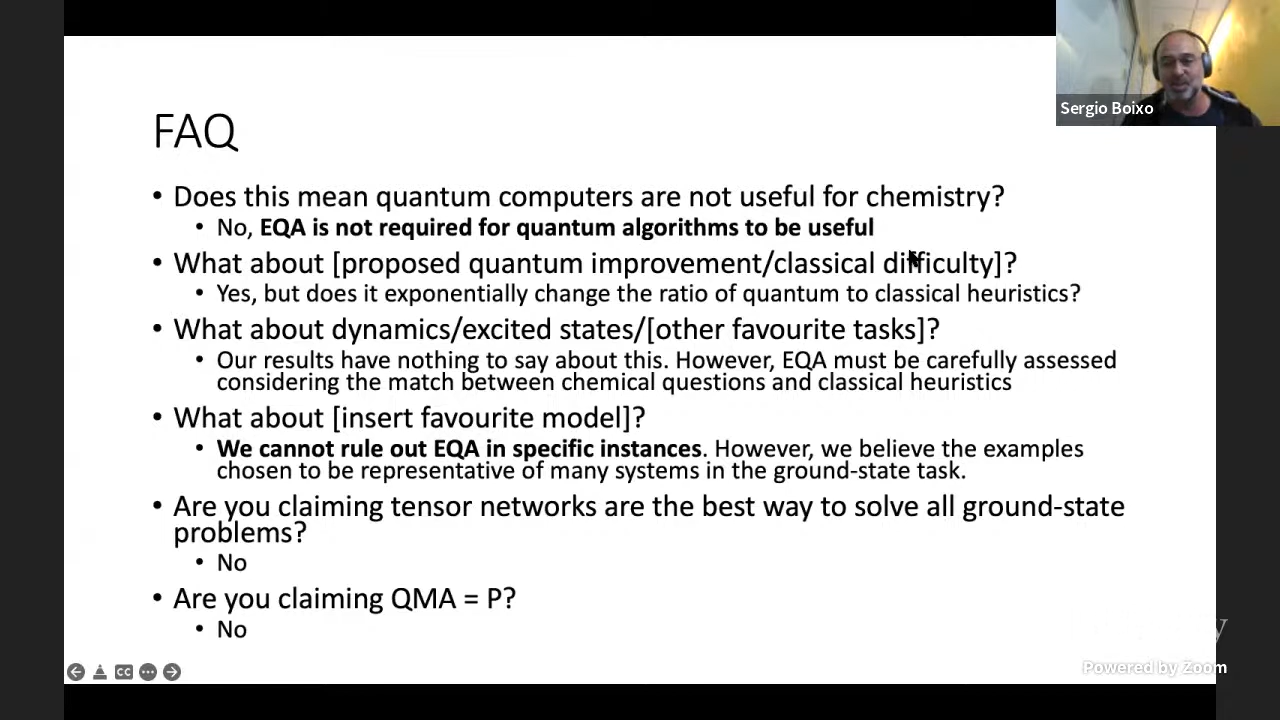 Sergio Boixo
FAQ
• Does this mean quantum computers are not useful for chemistry?
• No, EQA is not required for quantum algorithms to be useful
• What about [proposed quantum improvement/classical difficulty]?
• Yes, but does it exponentially change the ratio of quantum to classical heuristics?
• What about dynamics/excited states/[other favourite tasks]?
• Our results have nothing to say about this. However, EQA must be carefully assessed
considering the match between chemical questions and classical heuristics
• What about [insert favourite model]?
• We cannot rule out EQA in specific instances. However, we believe the examples
chosen to be representative of many systems in the ground-state task.
• Are you claiming tensor networks are the best way to solve all ground-state
problems?
• No
• Are you claiming QMA = P?
• No
CC
Powered by Zoom